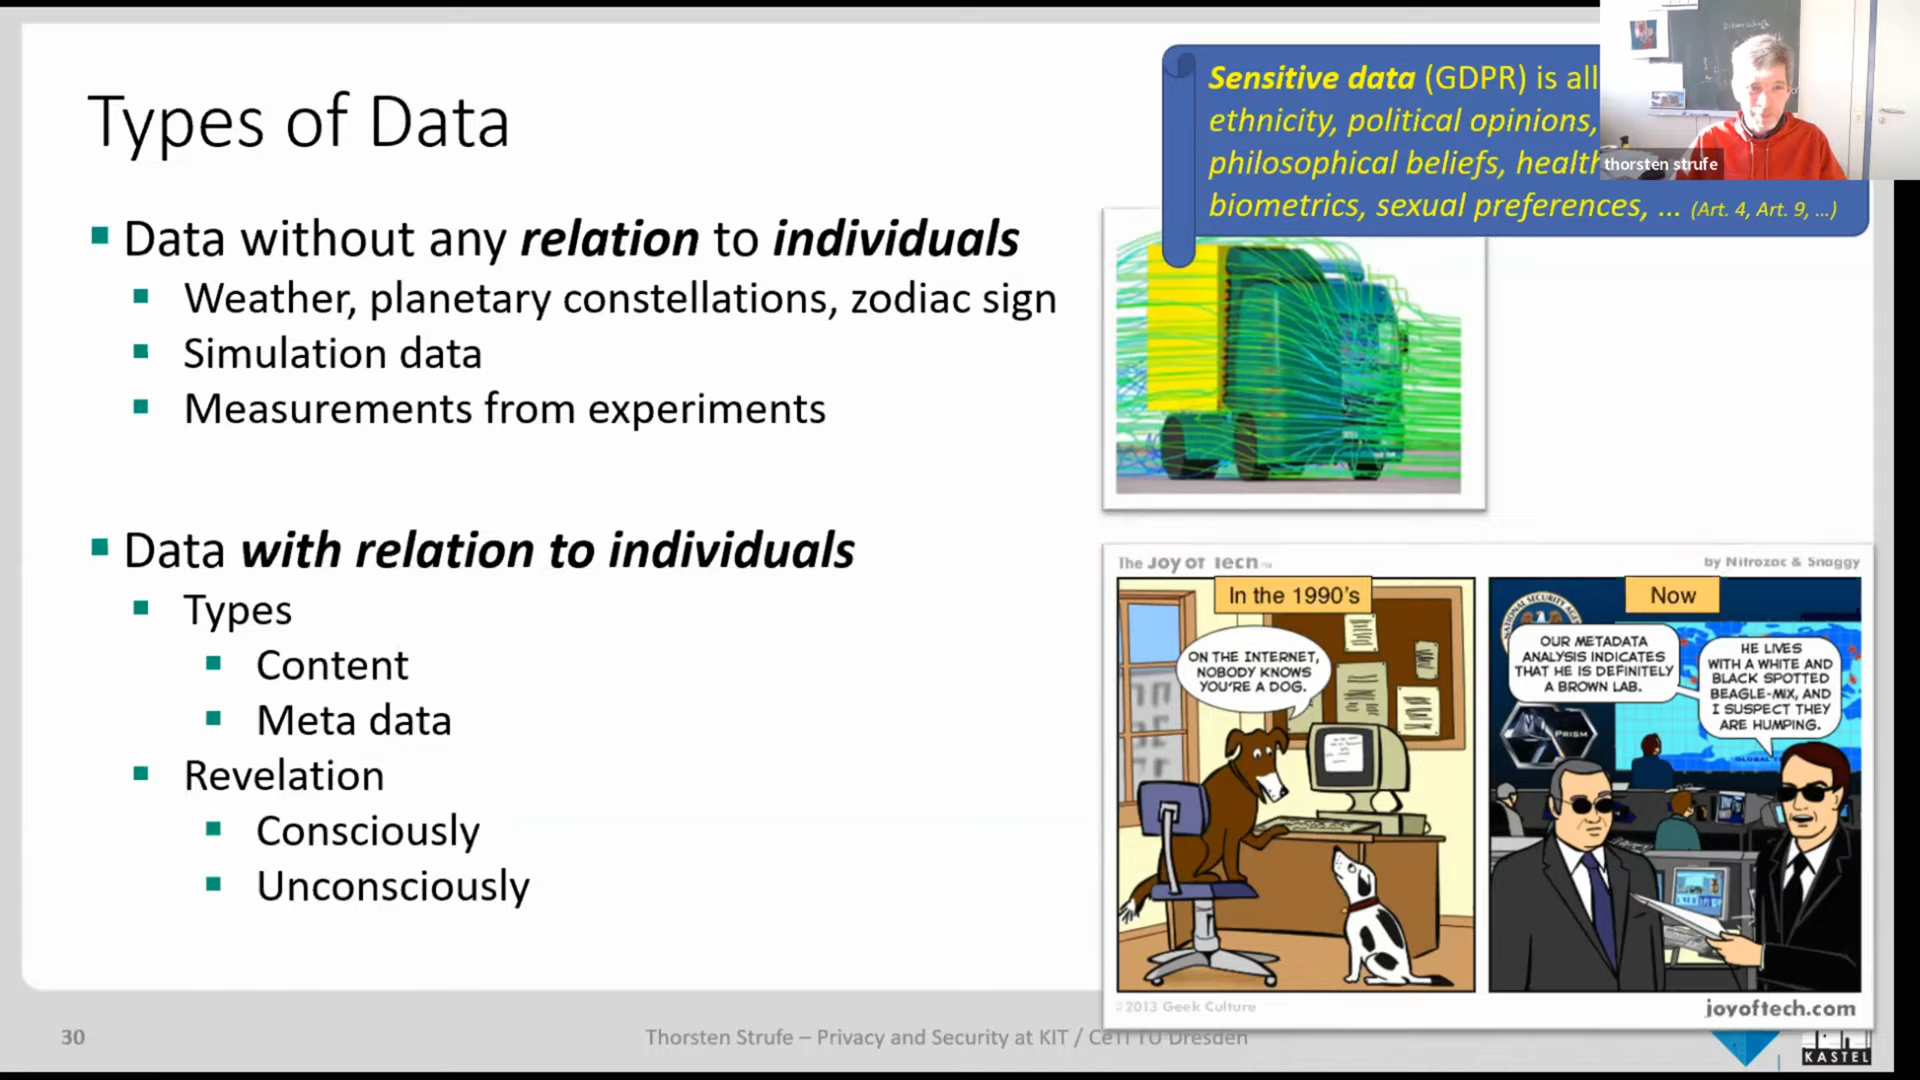 Types of Data
Sensitive data (GDPR) is all
ethnicity, political opinions,
philosophical beliefs, health
biometrics, sexual preferences, ... (Art. 4, Art. 9, ...)
thorsten strufe
Data without any relation to individuals
Weather, planetary constellations, zodiac sign
Simulation data
Measurements from experiments
Data with relation to individuals
Types
Content
Meta data
Revelation
Consciously
Unconsciously
The Joy of Tech
by Nitrozac & Snaggy
In the 1990's
ON THE INTERNET,
NOBODY KNOWS
YOU'RE A DOG.
Now
NATIONAL SECURITY AGE
OUR METADATA
ANALYSIS INDICATES
THAT HE IS DEFINITELY
A BROWN LAB.
HE LIVES
WITH A WHITE AND
BLACK SPOTTED
BEAGLE-MIX, AND
I SUSPECT THEY
ARE HUMPING.
PRISM
GLOBAL
©2013 Geek Culture
joyoftech.com
30
Thorsten Strufe – Privacy and Security at KIT / CeTI TU Dresden
KASTEL